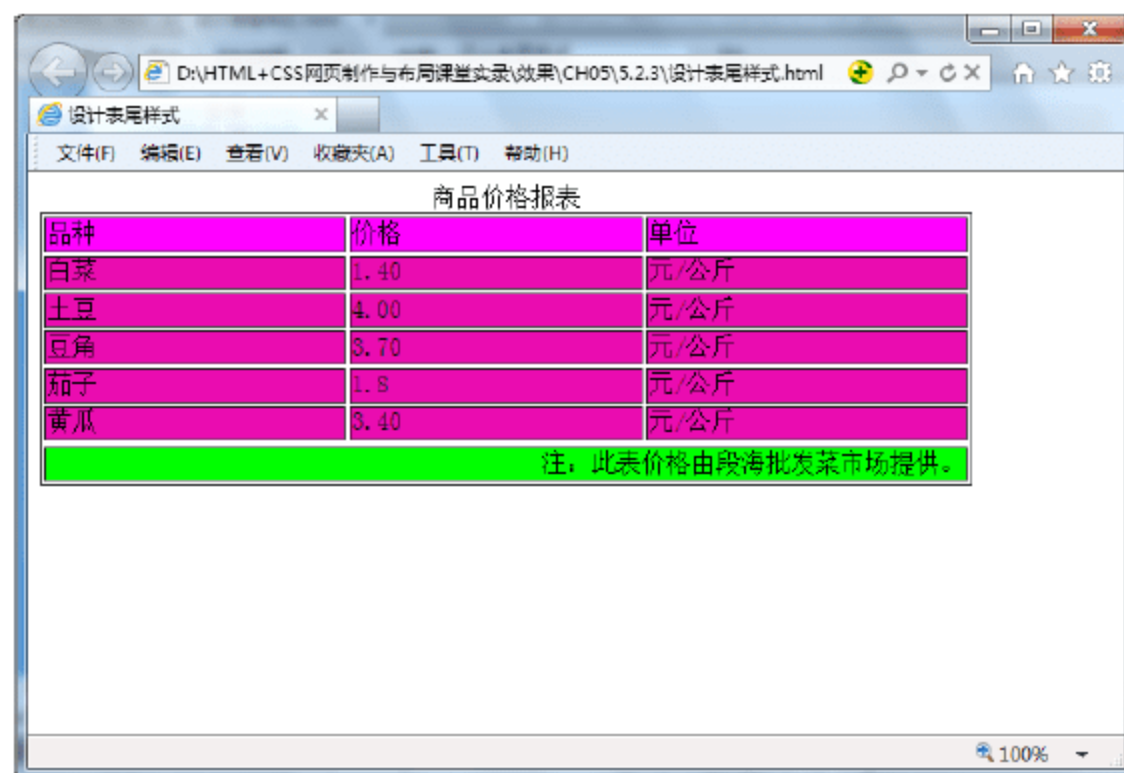 D:\HTML+CSS网页制作与布局课堂实录\效果\CH05\5.2.3\设计表尾样式.html
设计表尾样式
文件(F) 编辑(E) 查看(V) 收藏夹(A) 工具(T) 帮助(H)
商品价格报表
品种 价格 单位
白菜 1.40 元/公斤
土豆 4.00 元/公斤
豆角 3.70 元/公斤
茄子 1.S 元/公斤
黄瓜 3.40 元/公斤
注：此表价格由段海批发菜市场提供。
100%